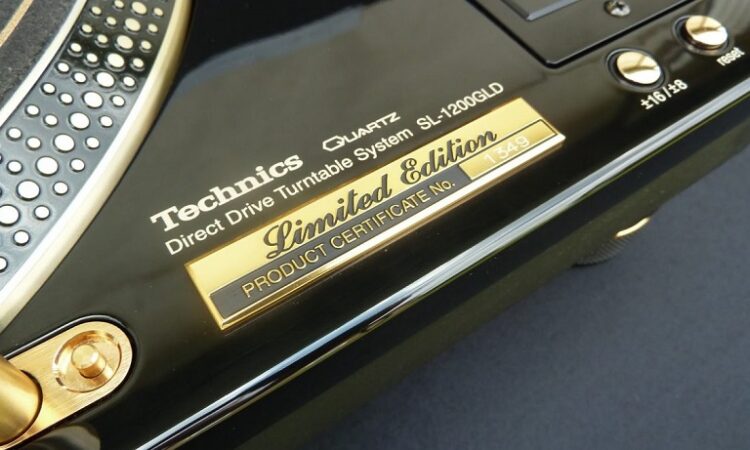 Technics QUARTZ
Direct Drive Turntable System SL-1200GLD
Limited Edition
PRODUCT CERTIFICATE No. 1349
±16/±8
reset